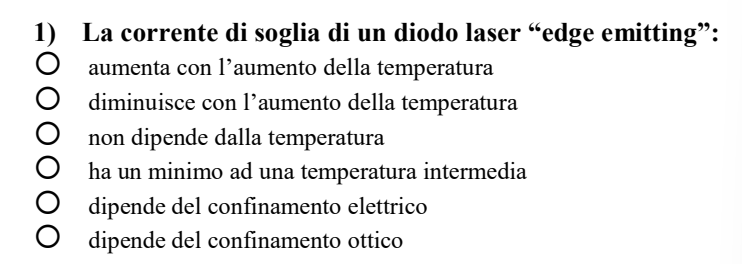 1) La corrente di soglia di un diodo laser “edge emitting”:
aumenta con l’aumento della temperatura
diminuisce con l’aumento della temperatura
non dipende dalla temperatura
ha un minimo ad una temperatura intermedia
dipende del confinamento elettrico
dipende del confinamento ottico